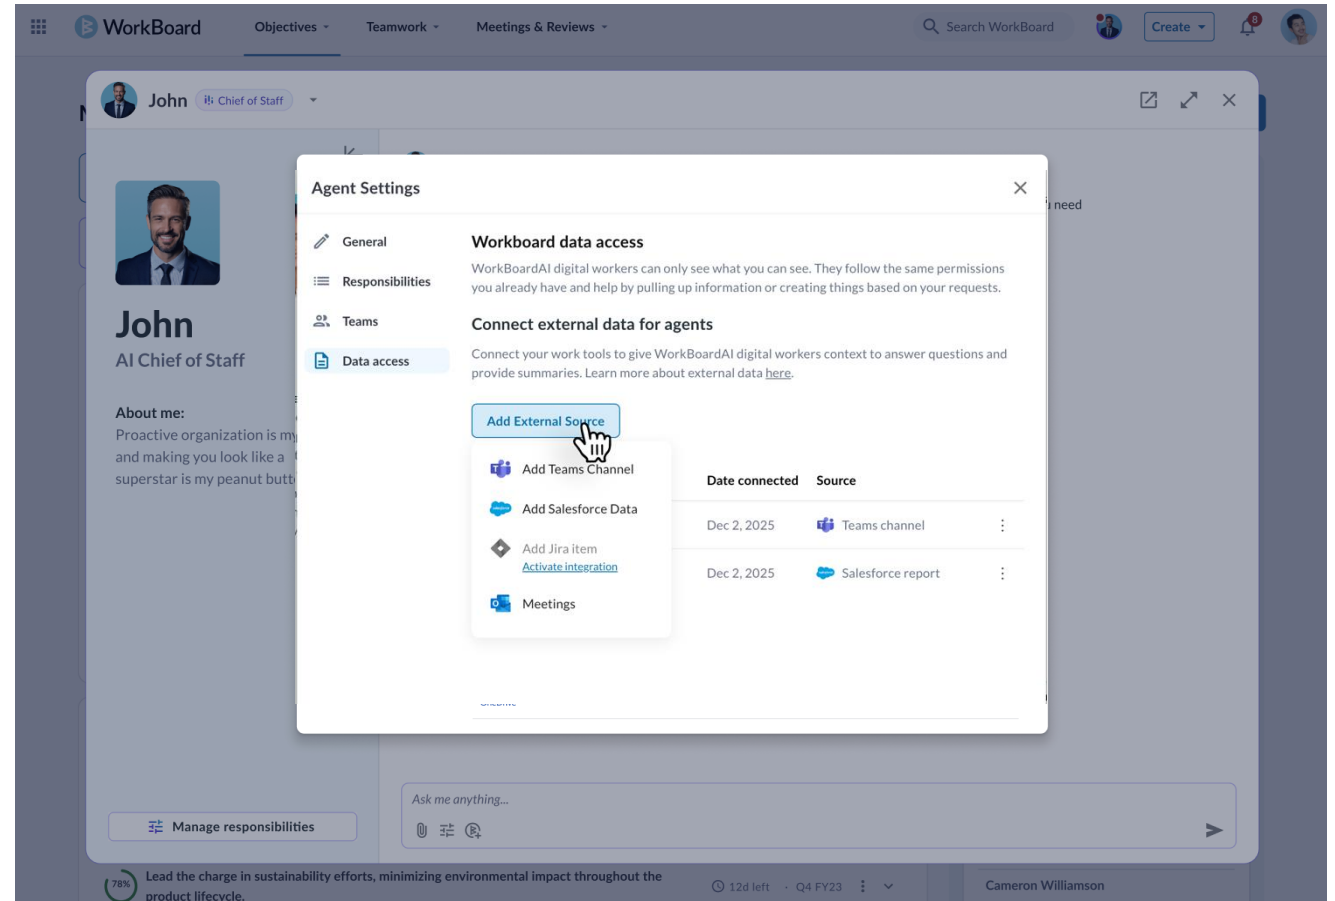 WorkBoard
Objectives
Teamwork
Meetings & Reviews
Search WorkBoard
Create
8
John
Chief of Staff
need
Agent Settings
General
Responsibilities
Teams
Data access
Workboard data access
WorkBoardAI digital workers can only see what you can see. They follow the same permissions
you already have and help by pulling up information or creating things based on your requests.
Connect external data for agents
Connect your work tools to give WorkBoardAI digital workers context to answer questions and
provide summaries. Learn more about external data here.
Add External Source
Add Teams Channel
Add Salesforce Data
Add Jira item
Activate integration
Meetings
Date connected
Source
Dec 2, 2025
Teams channel
Dec 2, 2025
Salesforce report
John
AI Chief of Staff
About me:
Proactive organization is my
and making you look like a
superstar is my peanut butt
Manage responsibilities
Ask me anything...
78%
Lead the charge in sustainability efforts, minimizing environmental impact throughout the
product lifecycle.
12d left · Q4 FY23
Cameron Williamson